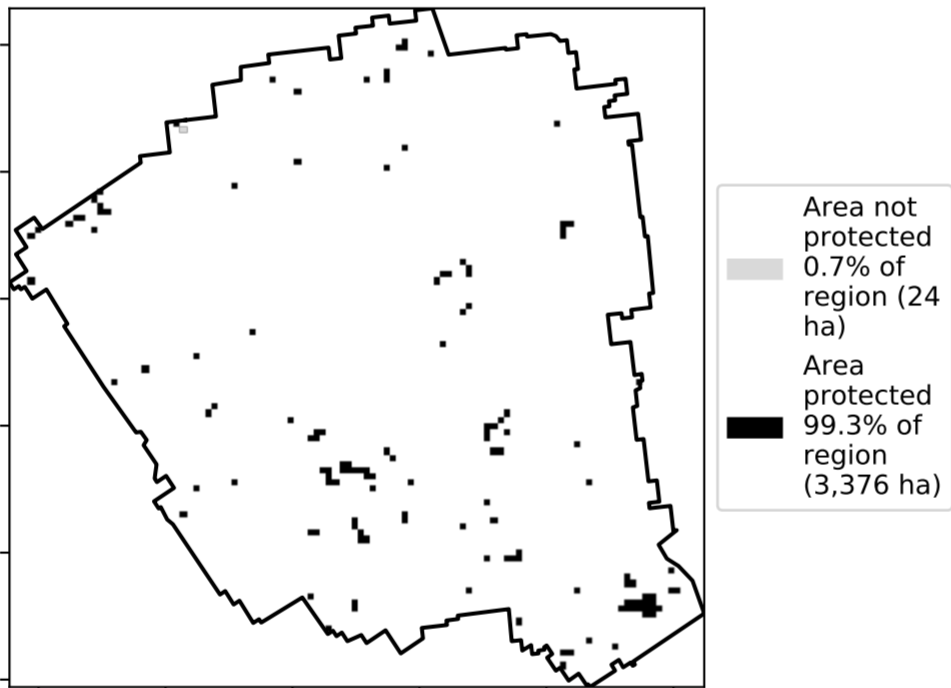 Area not
protected
0.7% of
region (24
ha)
Area
protected
99.3% of
region
(3,376 ha)